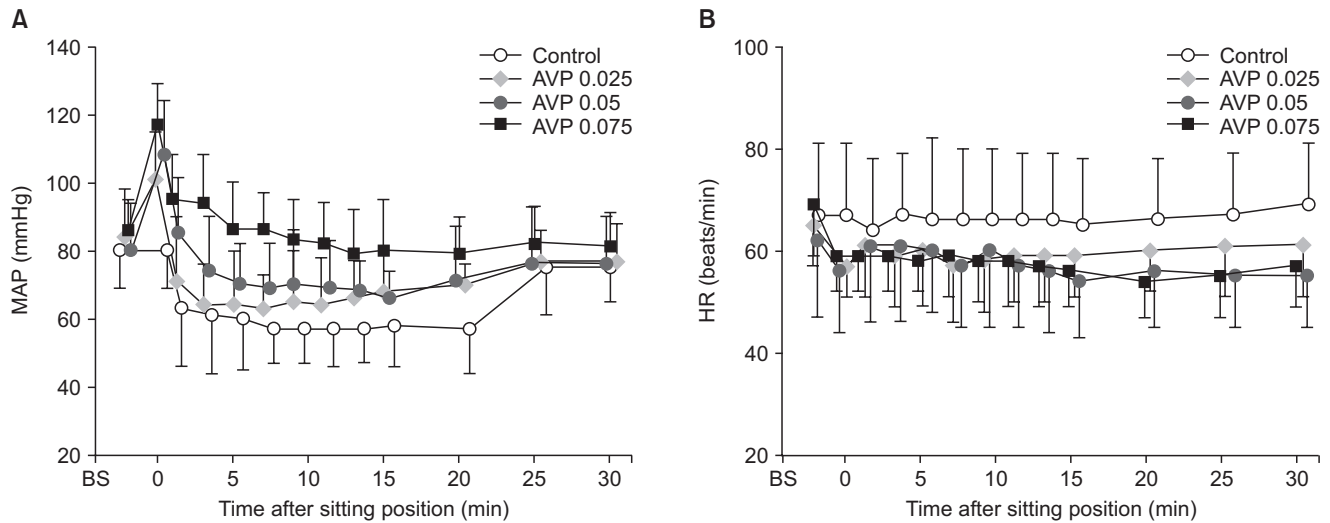 A
MAP (mmHg)
140
120
100
80
60
40
20
Control
AVP 0.025
AVP 0.05
AVP 0.075
BS 0 5 10 15 20 25 30
Time after sitting position (min)
B
HR (beats/min)
100
80
60
40
20
Control
AVP 0.025
AVP 0.05
AVP 0.075
BS 0 5 10 15 20 25 30
Time after sitting position (min)